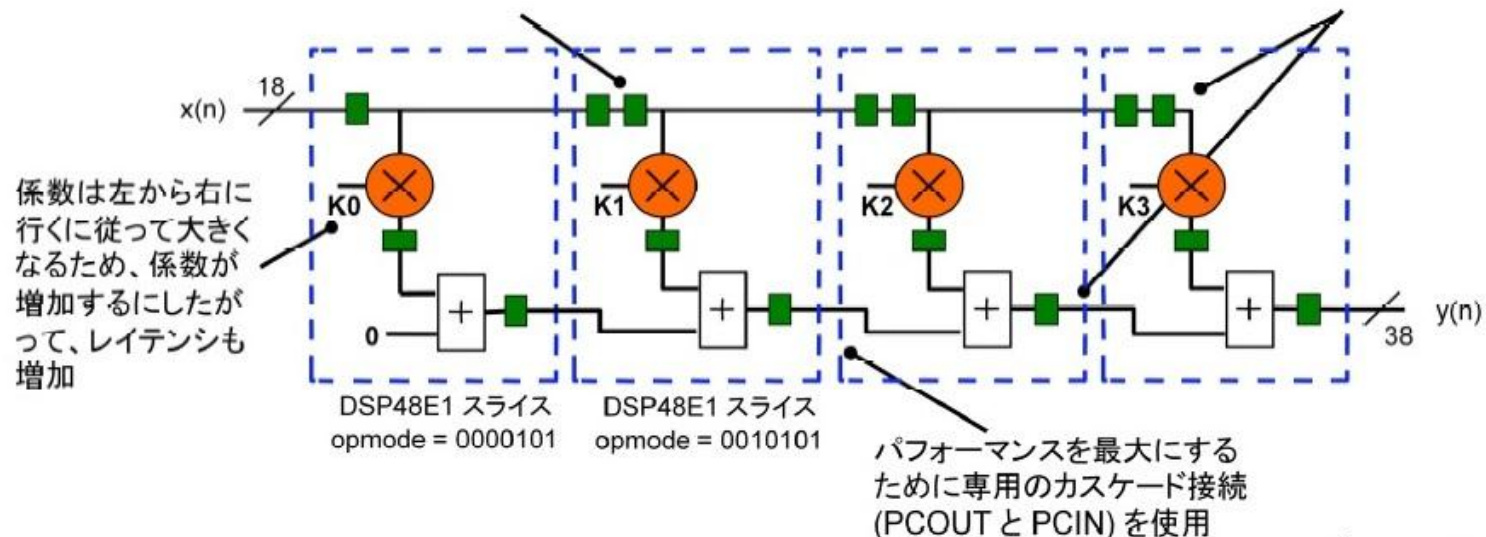 18
x(n)
係数は左から右に
行くに従って大きく
なるため、係数が
増加するにしたが
って、レイテンシも
増加
K0
K1
K2
K3
+
+
+
+
0
y(n)
38
DSP48E1 スライス
opmode = 0000101
DSP48E1 スライス
opmode = 0010101
パフォーマンスを最大にする
ために専用のカスケード接続
(PCOUT と PCIN) を使用